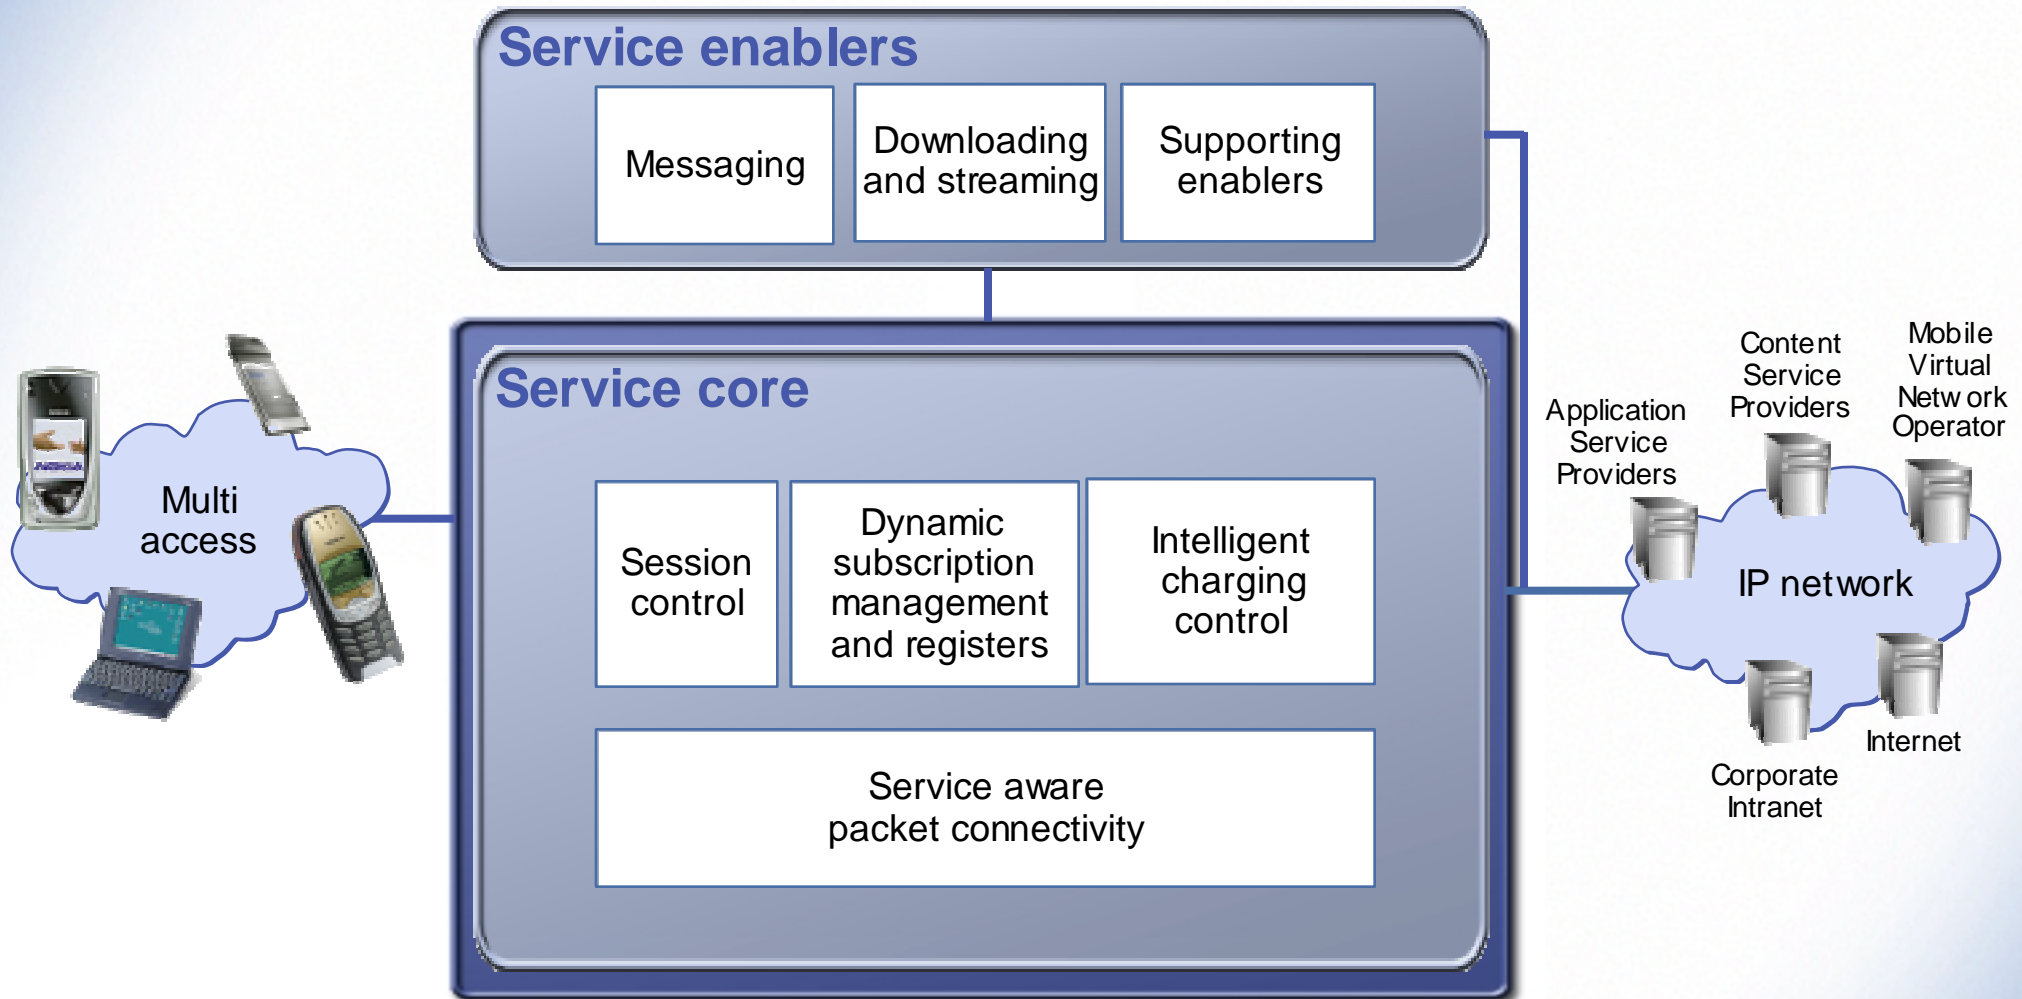 Service enablers
Messaging
Downloading
and streaming
Supporting
enablers
Service core
Session
control
Dynamic
subscription
management
and registers
Intelligent
charging
control
Service aware
packet connectivity
Multi
access
Application
Service
Providers
Content
Service
Providers
Mobile
Virtual
Network
Operator
IP network
Internet
Corporate
Intranet